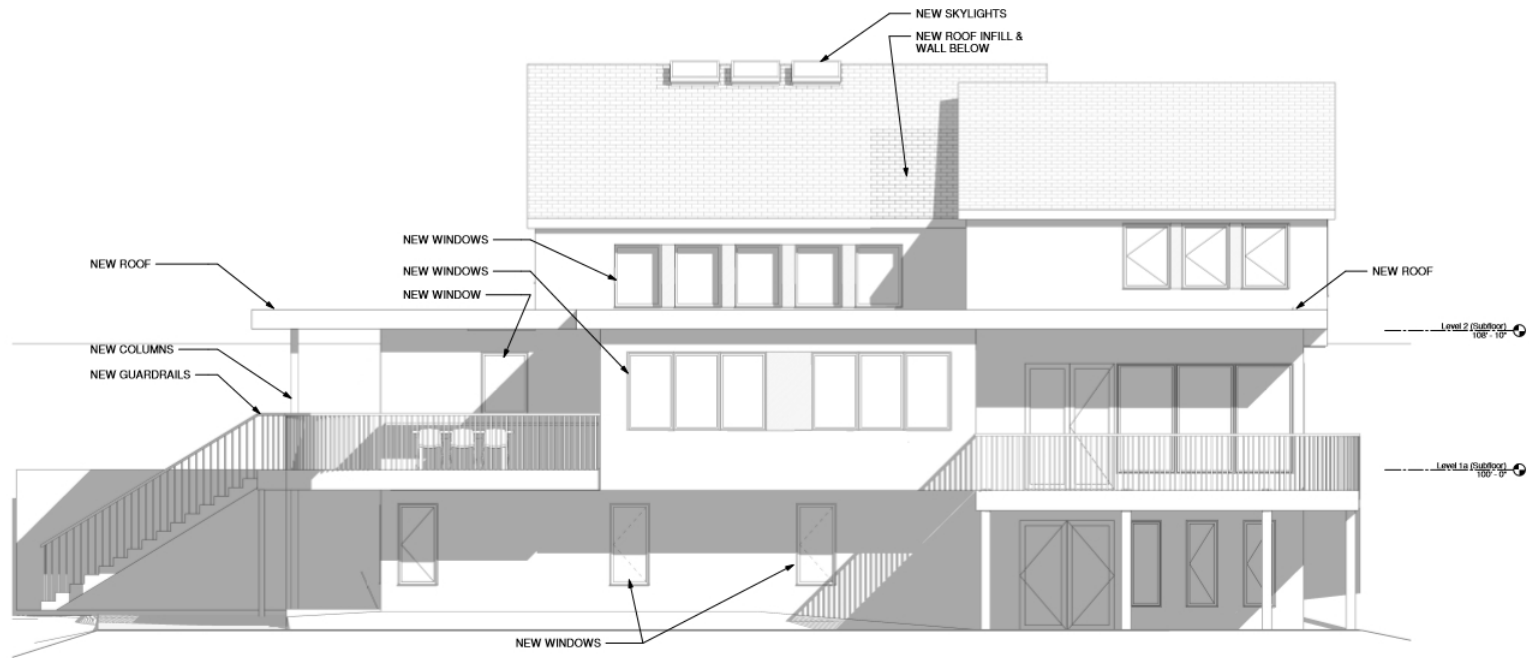 NEW SKYLIGHTS
NEW ROOF INFILL &
WALL BELOW
NEW WINDOWS
NEW ROOF
NEW WINDOWS
NEW ROOF
NEW WINDOW
Level 2 (Subfloor)
108' - 10"
NEW COLUMNS
NEW GUARDRAILS
Level 1a (Subfloor)
100' - 0"
NEW WINDOWS